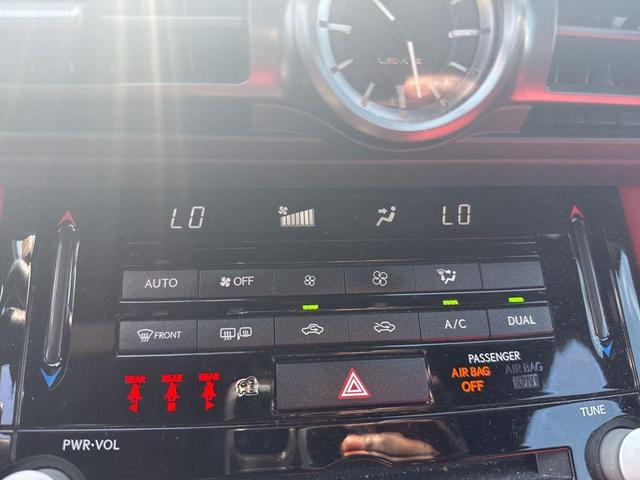 LEXUS
LO LO
AUTO OFF
FRONT A/C DUAL
REAR REAR REAR
PASSENGER
AIR BAG AIR BAG
OFF ON
PWR·VOL TUNE